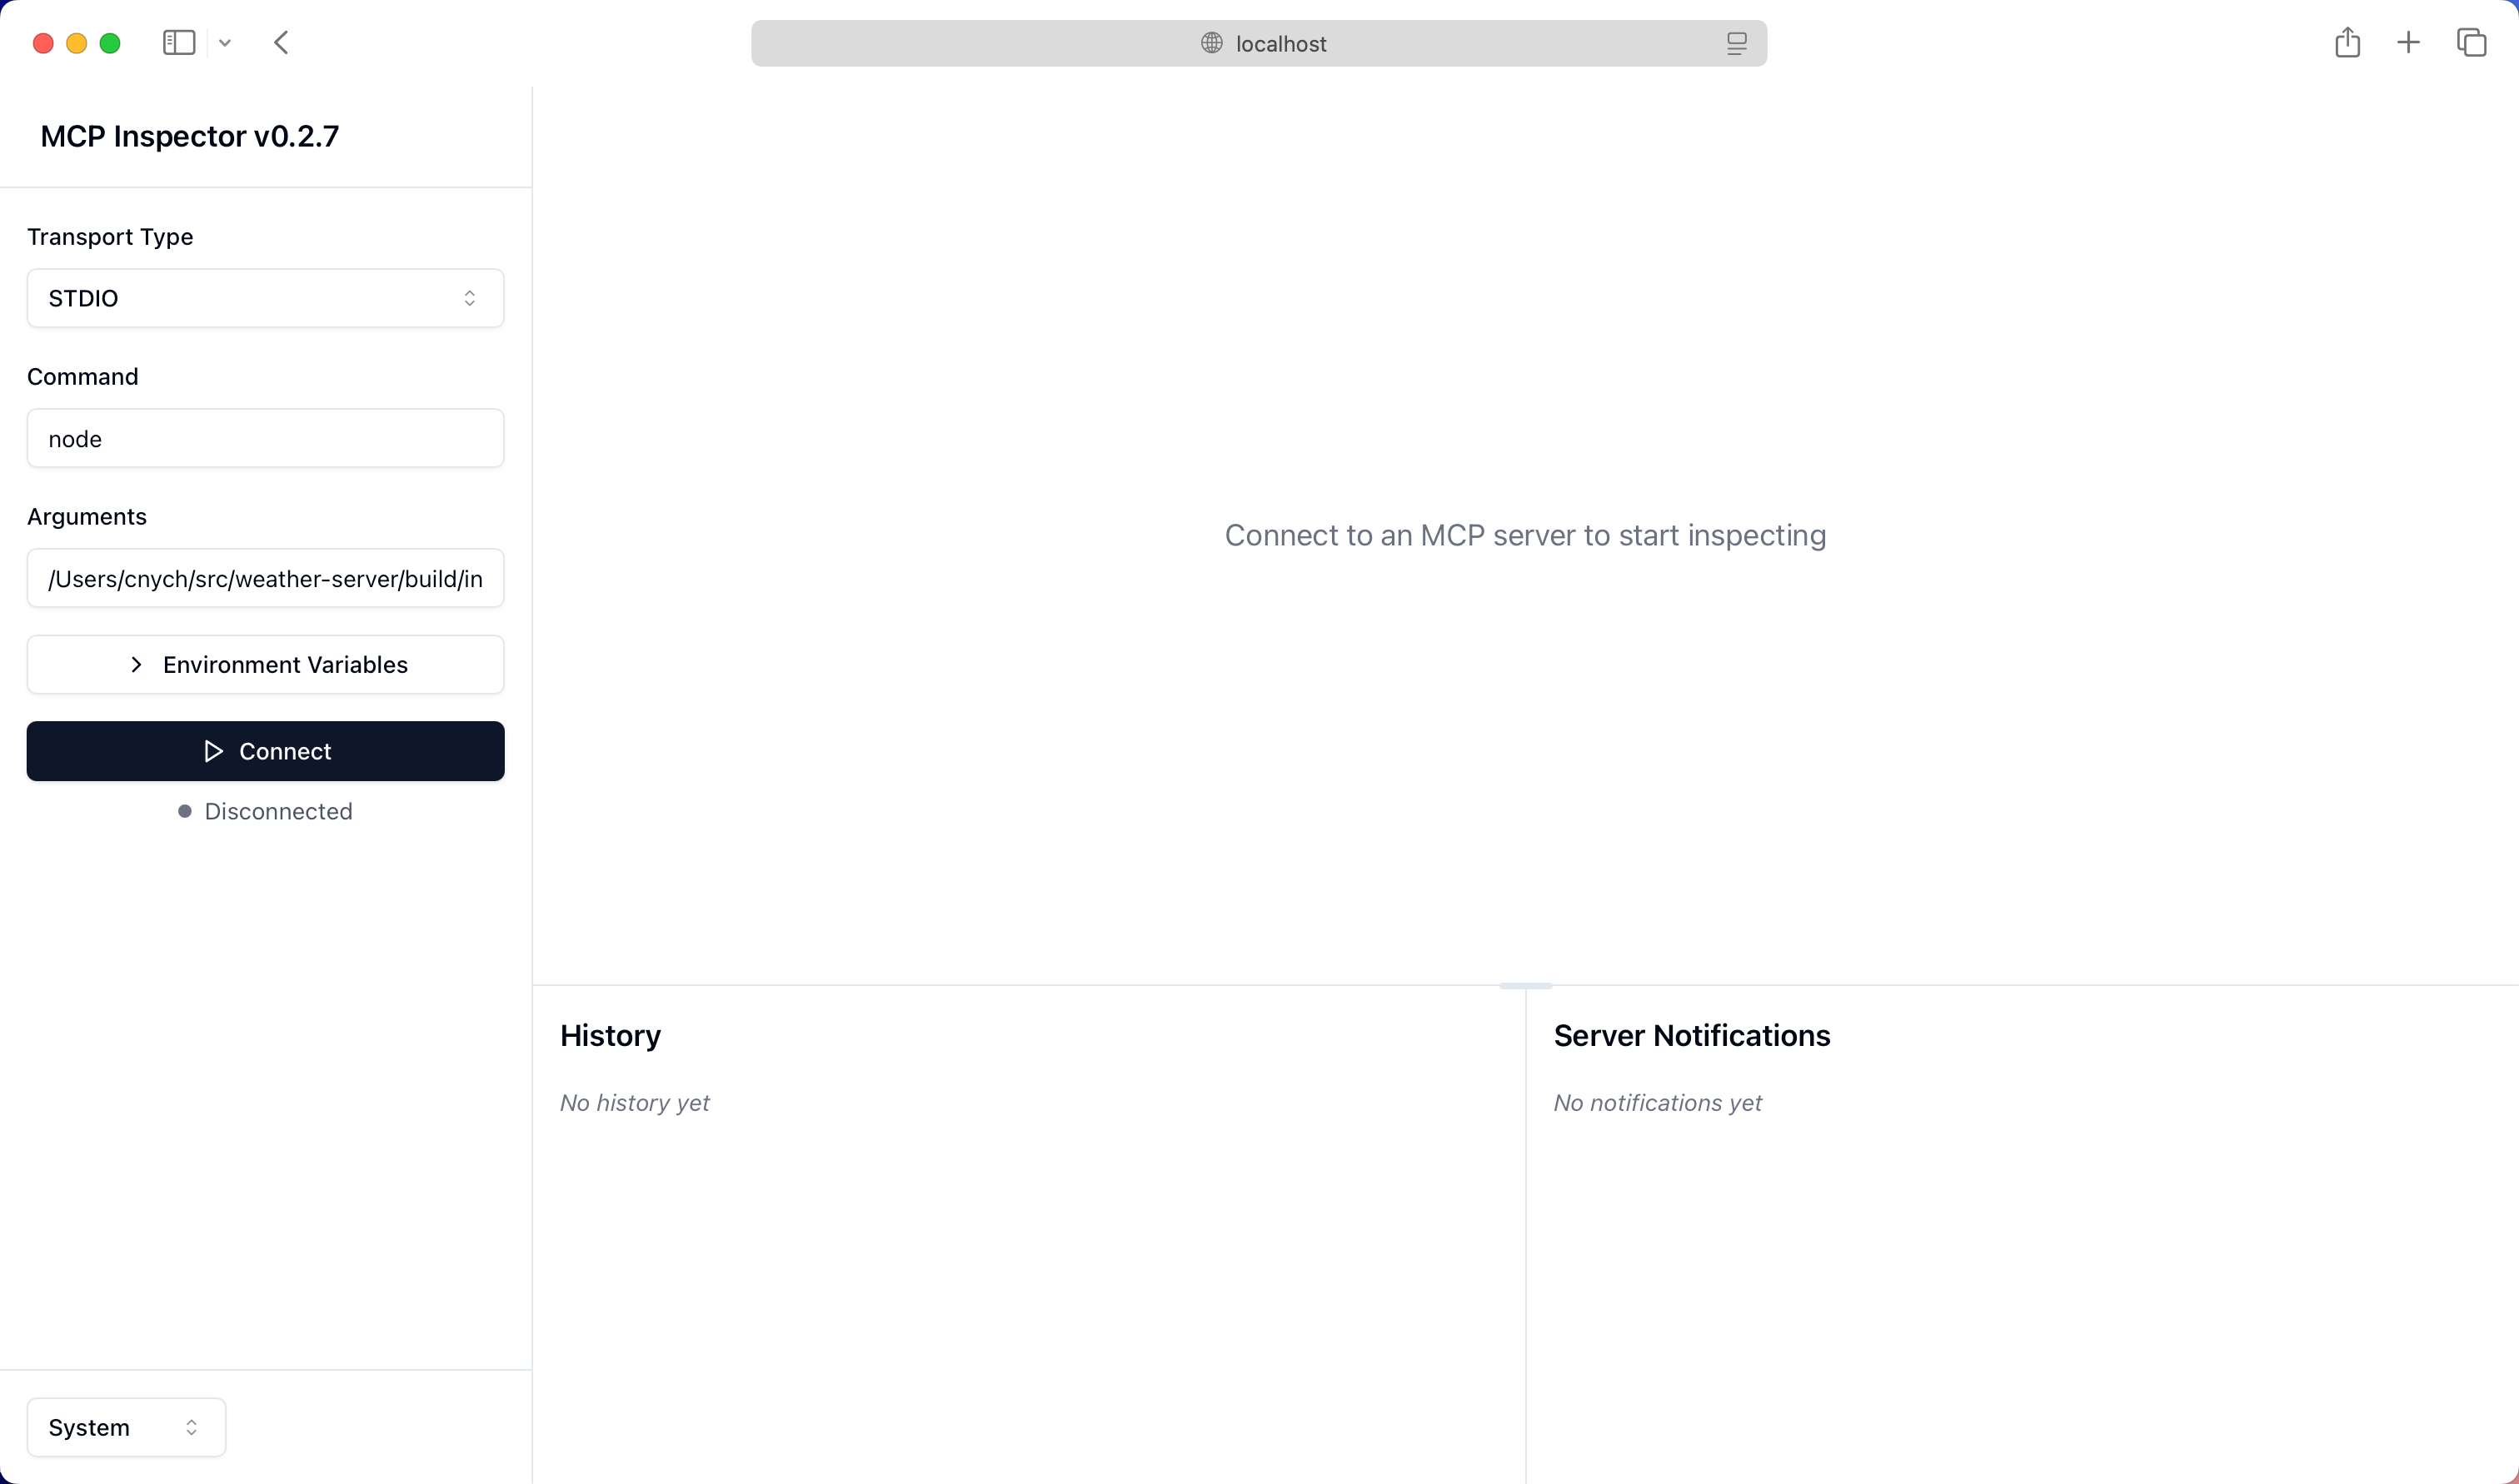 localhost
MCP Inspector v0.2.7
Transport Type
STDIO
Command
node
Arguments
/Users/cnych/src/weather-server/build/in
Environment Variables
Connect
Disconnected
System
Connect to an MCP server to start inspecting
History
No history yet
Server Notifications
No notifications yet